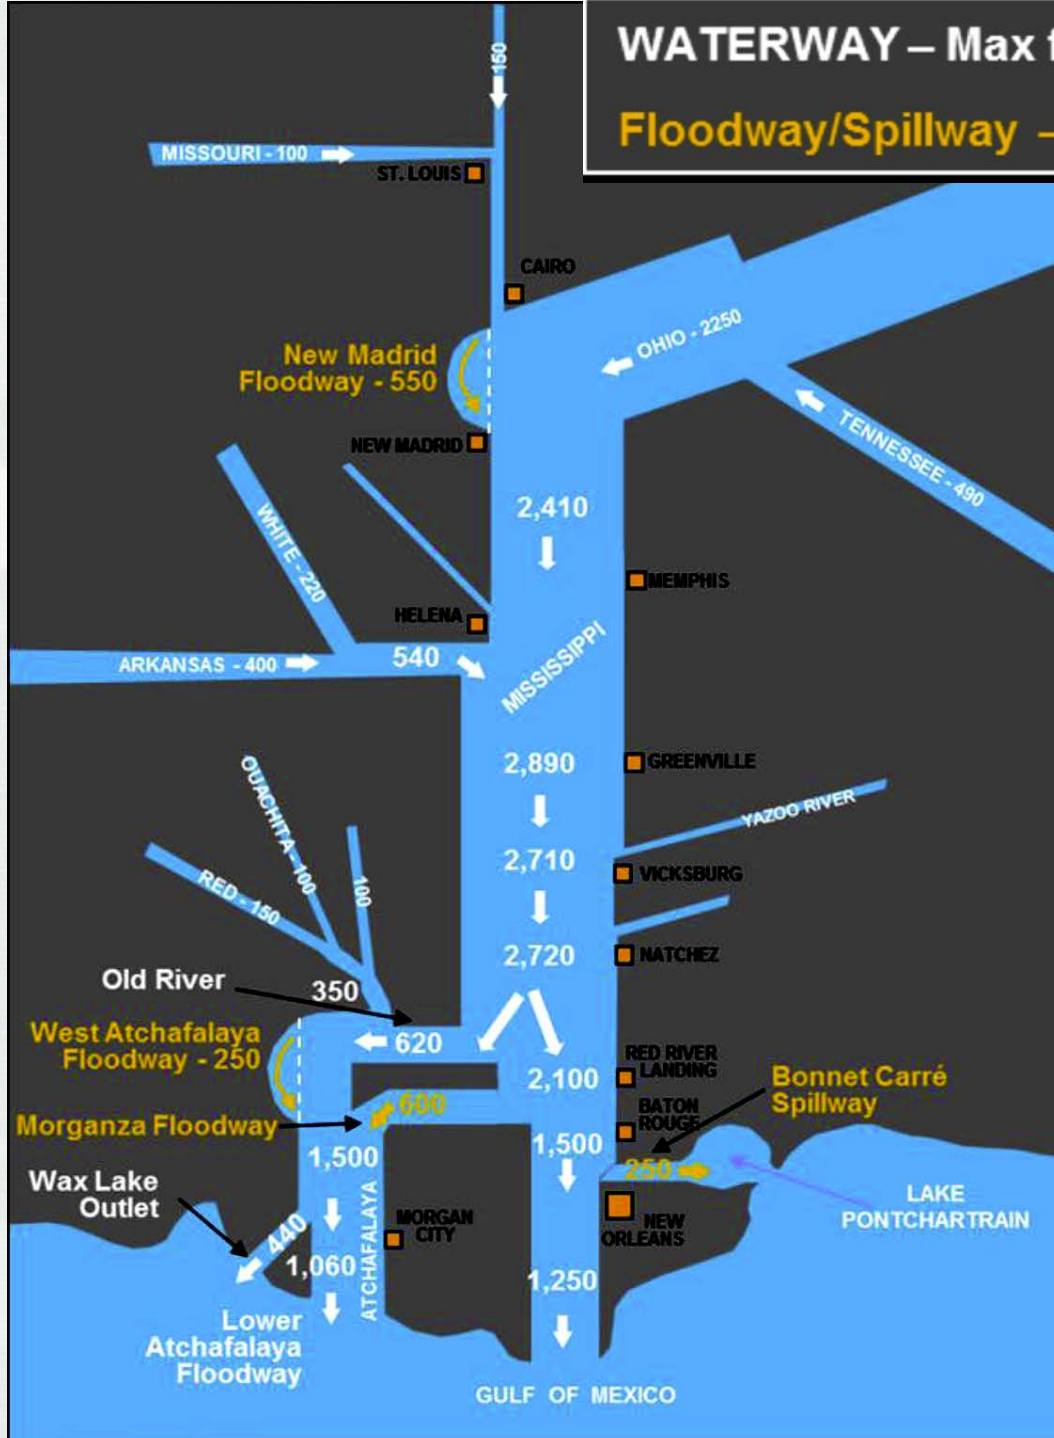 WATERWAY – Max f
Floodway/Spillway –
150
MISSOURI - 100
ST. LOUIS
CAIRO
OHIO - 2250
New Madrid
Floodway - 550
NEW MADRID
TENNESSEE - 490
2,410
WHITE - 220
MEMPHIS
HELENA
ARKANSAS - 400
540
MISSISSIPPI
2,890
GREENVILLE
OUACHITA - 100
YAZOO RIVER
2,710
VICKSBURG
RED - 150
100
2,720
NATCHEZ
Old River
350
West Atchafalaya
Floodway - 250
620
RED RIVER
LANDING
2,100
Bonnet Carré
Spillway
Morganza Floodway
600
BATON
ROUGE
1,500
1,500
250
Wax Lake
Outlet
LAKE
PONTCHARTRAIN
NEW
ORLEANS
MORGAN
CITY
ATCHAFALAYA
440
1,060
1,250
Lower
Atchafalaya
Floodway
GULF OF MEXICO